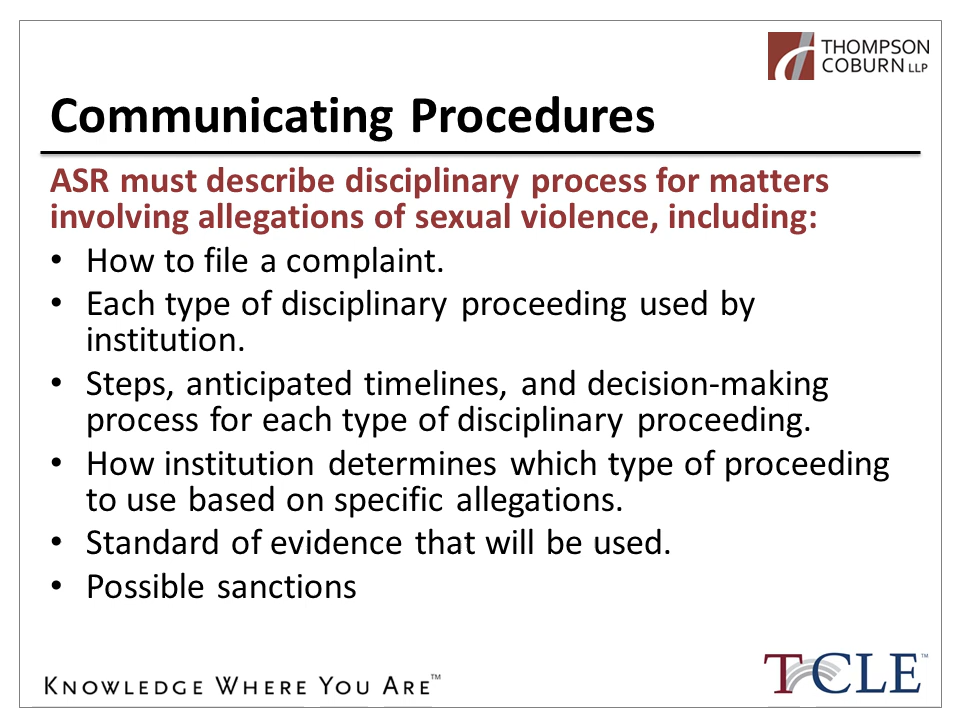 THOMPSON
COBURN LLP
Communicating Procedures
ASR must describe disciplinary process for matters
involving allegations of sexual violence, including:
• How to file a complaint.
• Each type of disciplinary proceeding used by
institution.
• Steps, anticipated timelines, and decision-making
process for each type of disciplinary proceeding.
• How institution determines which type of proceeding
to use based on specific allegations.
• Standard of evidence that will be used.
• Possible sanctions
KNOWLEDGE WHERE YOU ARE™
TCLE™